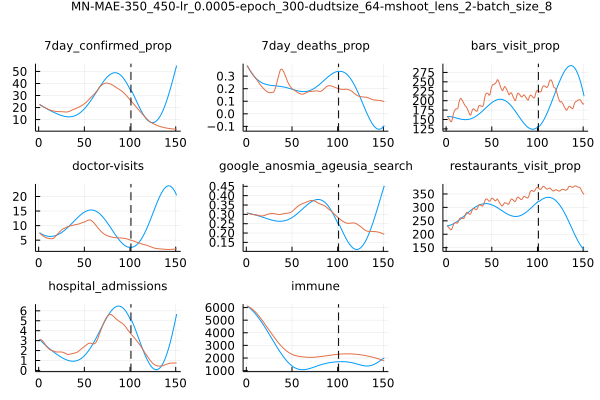 MN-MAE-350_450-lr_0.0005-epoch_300-dudtsize_64-mshoot_lens_2-batch_size_8
7day_confirmed_prop 7day_deaths_prop bars_visit_prop
50 40 30 20 10
0 50 100 150
0.3 0.2 0.1 0.0 −0.1
0 50 100 150
275 250 225 200 175 150 125
0 50 100 150
doctor-visits google_anosmia_ageusia_search restaurants_visit_prop
20 15 10 5
0 50 100 150
0.45 0.40 0.35 0.30 0.25 0.20 0.15
0 50 100 150
350 300 250 200 150
0 50 100 150
hospital_admissions immune
6 5 4 3 2 1 0
0 50 100 150
6000 5000 4000 3000 2000 1000
0 50 100 150